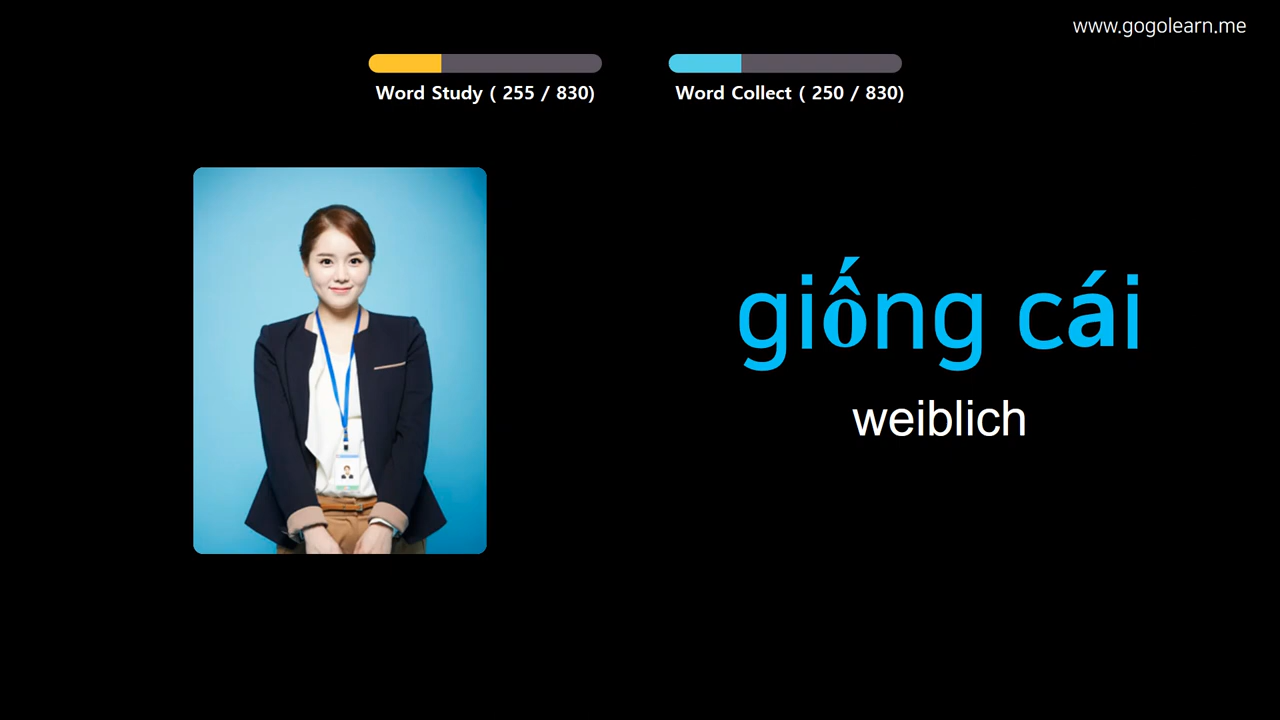 www.gogolearn.me
Word Study ( 255 / 830)
Word Collect ( 250 / 830)
giống cái
weiblich